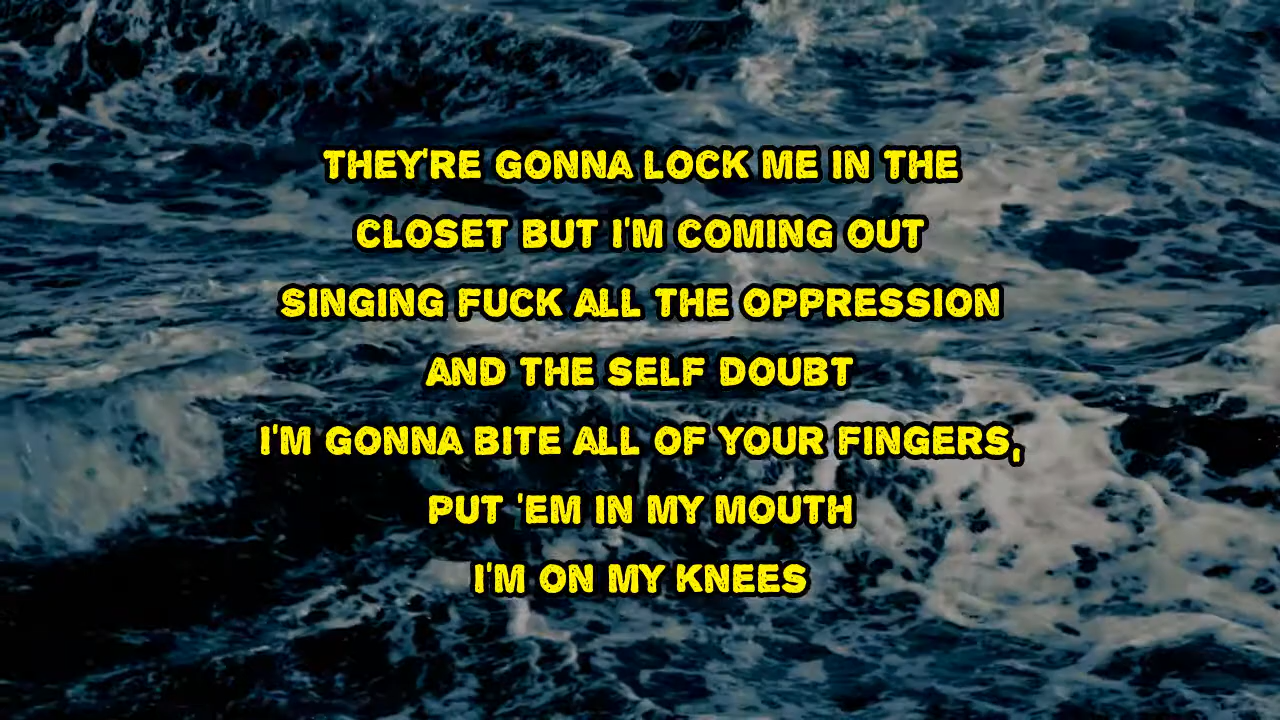 THEY'RE GONNA LOCK ME IN THE
CLOSET BUT I'M COMING OUT
SINGING FUCK ALL THE OPPRESSION
AND THE SELF DOUBT
I'M GONNA BITE ALL OF YOUR FINGERS,
PUT 'EM IN MY MOUTH
I'M ON MY KNEES